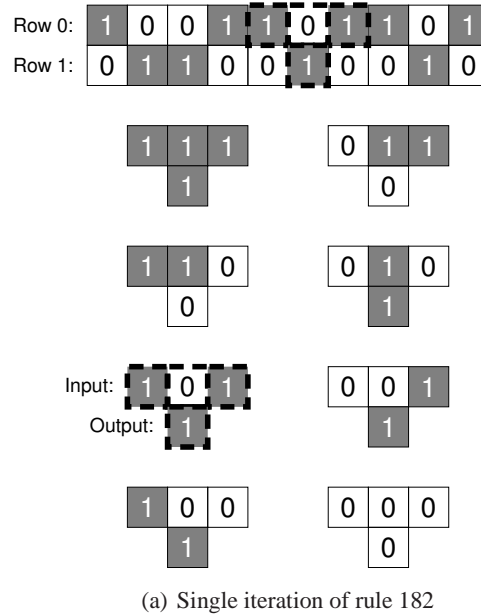 Row 0: 1 0 0 1 1 0 1 1 0 1
Row 1: 0 1 1 0 0 1 0 0 1 0
1 1 1 0 1 1
1 0
1 1 0 0 1 0
0 1
Input: 1 0 1 0 0 1
Output: 1 1
1 0 0 0 0 0
1 0
(a) Single iteration of rule 182